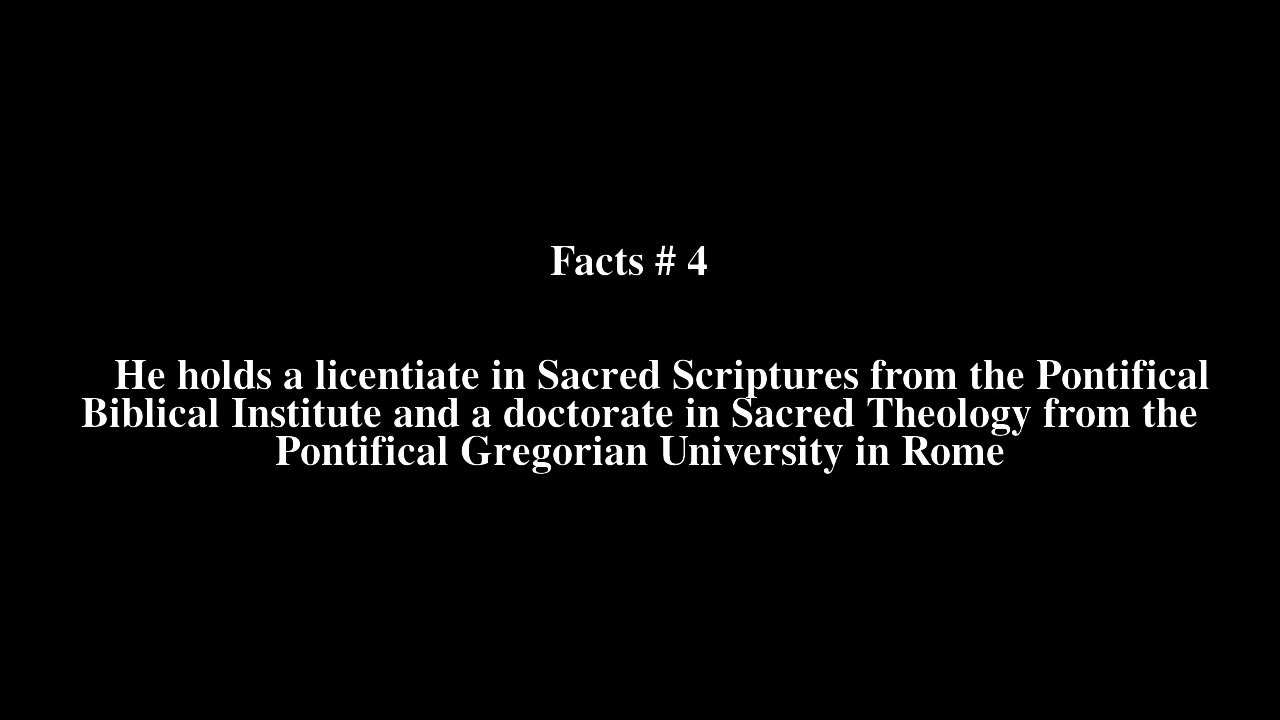 Facts # 4
He holds a licentiate in Sacred Scriptures from the Pontifical
Biblical Institute and a doctorate in Sacred Theology from the
Pontifical Gregorian University in Rome